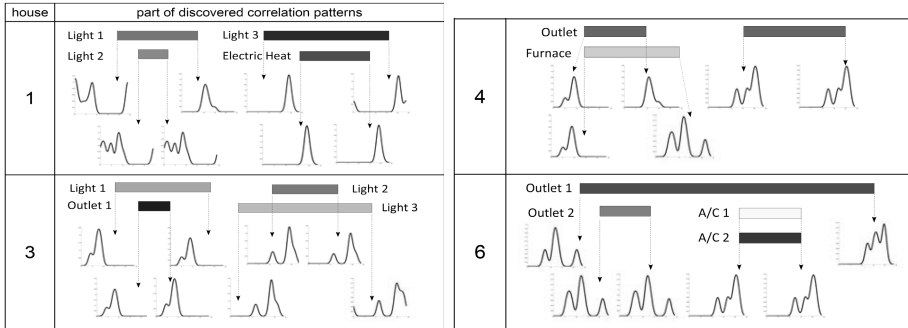 house part of discovered correlation patterns
1
Light 1
Light 2
Light 3
Electric Heat
3
Light 1
Outlet 1
Light 2
Light 3
4
Outlet
Furnace
6
Outlet 1
Outlet 2
A/C 1
A/C 2